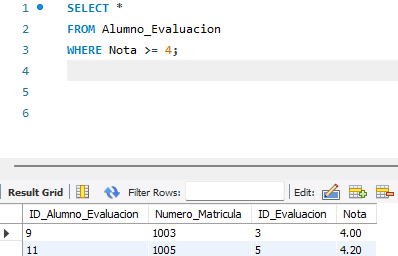 1 SELECT *
2 FROM Alumno_Evaluacion
3 WHERE Nota >= 4;
4
5
6
Result Grid Filter Rows: Edit:
ID_Alumno_Evaluacion Numero_Matricula ID_Evaluacion Nota
9 1003 3 4.00
11 1005 5 4.20